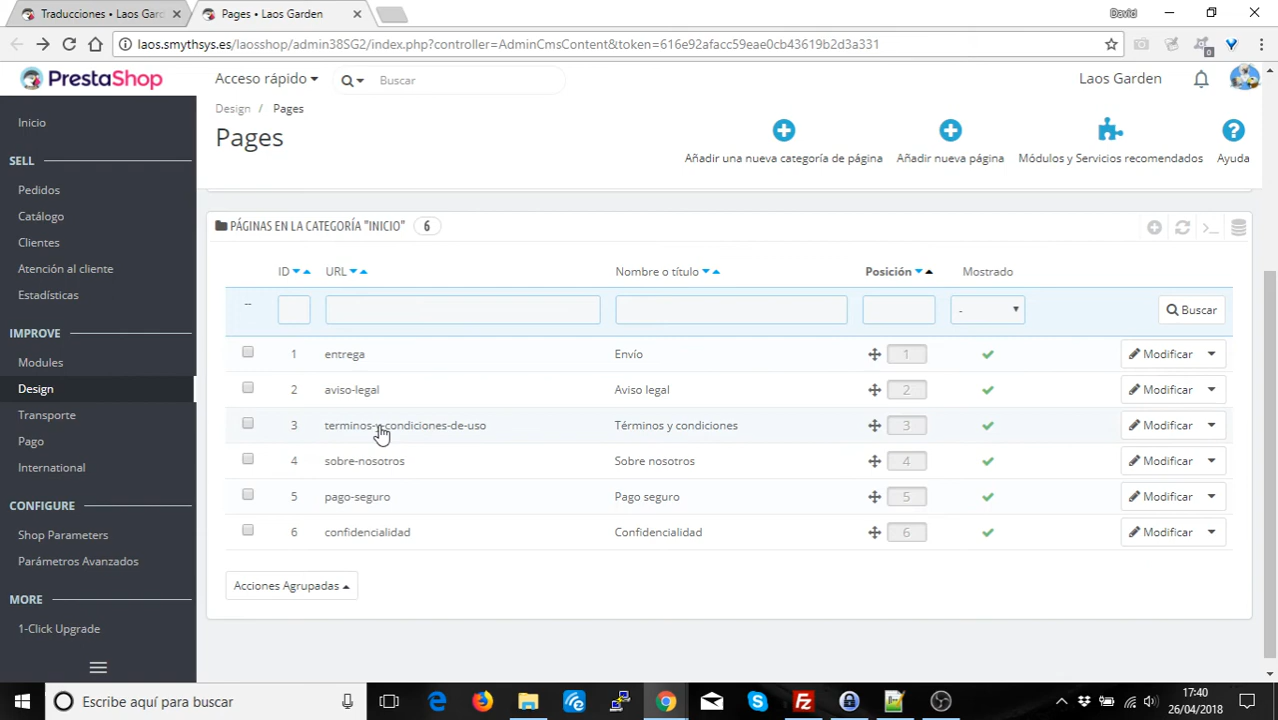 Traducciones • Laos Gard
Pages • Laos Garden
David
laos.smythsys.es/laosshop/admin38SG2/index.php?controller=AdminCmsContent&token=616e92afacc59eae0cb43619b2d3a331
PrestaShop
Acceso rápido
Buscar
Laos Garden
Design / Pages
Pages
Añadir una nueva categoría de página
Añadir nueva página
Módulos y Servicios recomendados
Ayuda
Inicio
SELL
Pedidos
Catálogo
Clientes
Atención al cliente
Estadísticas
IMPROVE
Modules
Design
Transporte
Pago
International
CONFIGURE
Shop Parameters
Parámetros Avanzados
MORE
1-Click Upgrade
PÁGINAS EN LA CATEGORÍA "INICIO" 6
ID URL Nombre o título Posición Mostrado
-- - Buscar
1 entrega Envío 1 Modificar
2 aviso-legal Aviso legal 2 Modificar
3 terminos-y-condiciones-de-uso Términos y condiciones 3 Modificar
4 sobre-nosotros Sobre nosotros 4 Modificar
5 pago-seguro Pago seguro 5 Modificar
6 confidencialidad Confidencialidad 6 Modificar
Acciones Agrupadas
Escribe aquí para buscar
17:40
26/04/2018